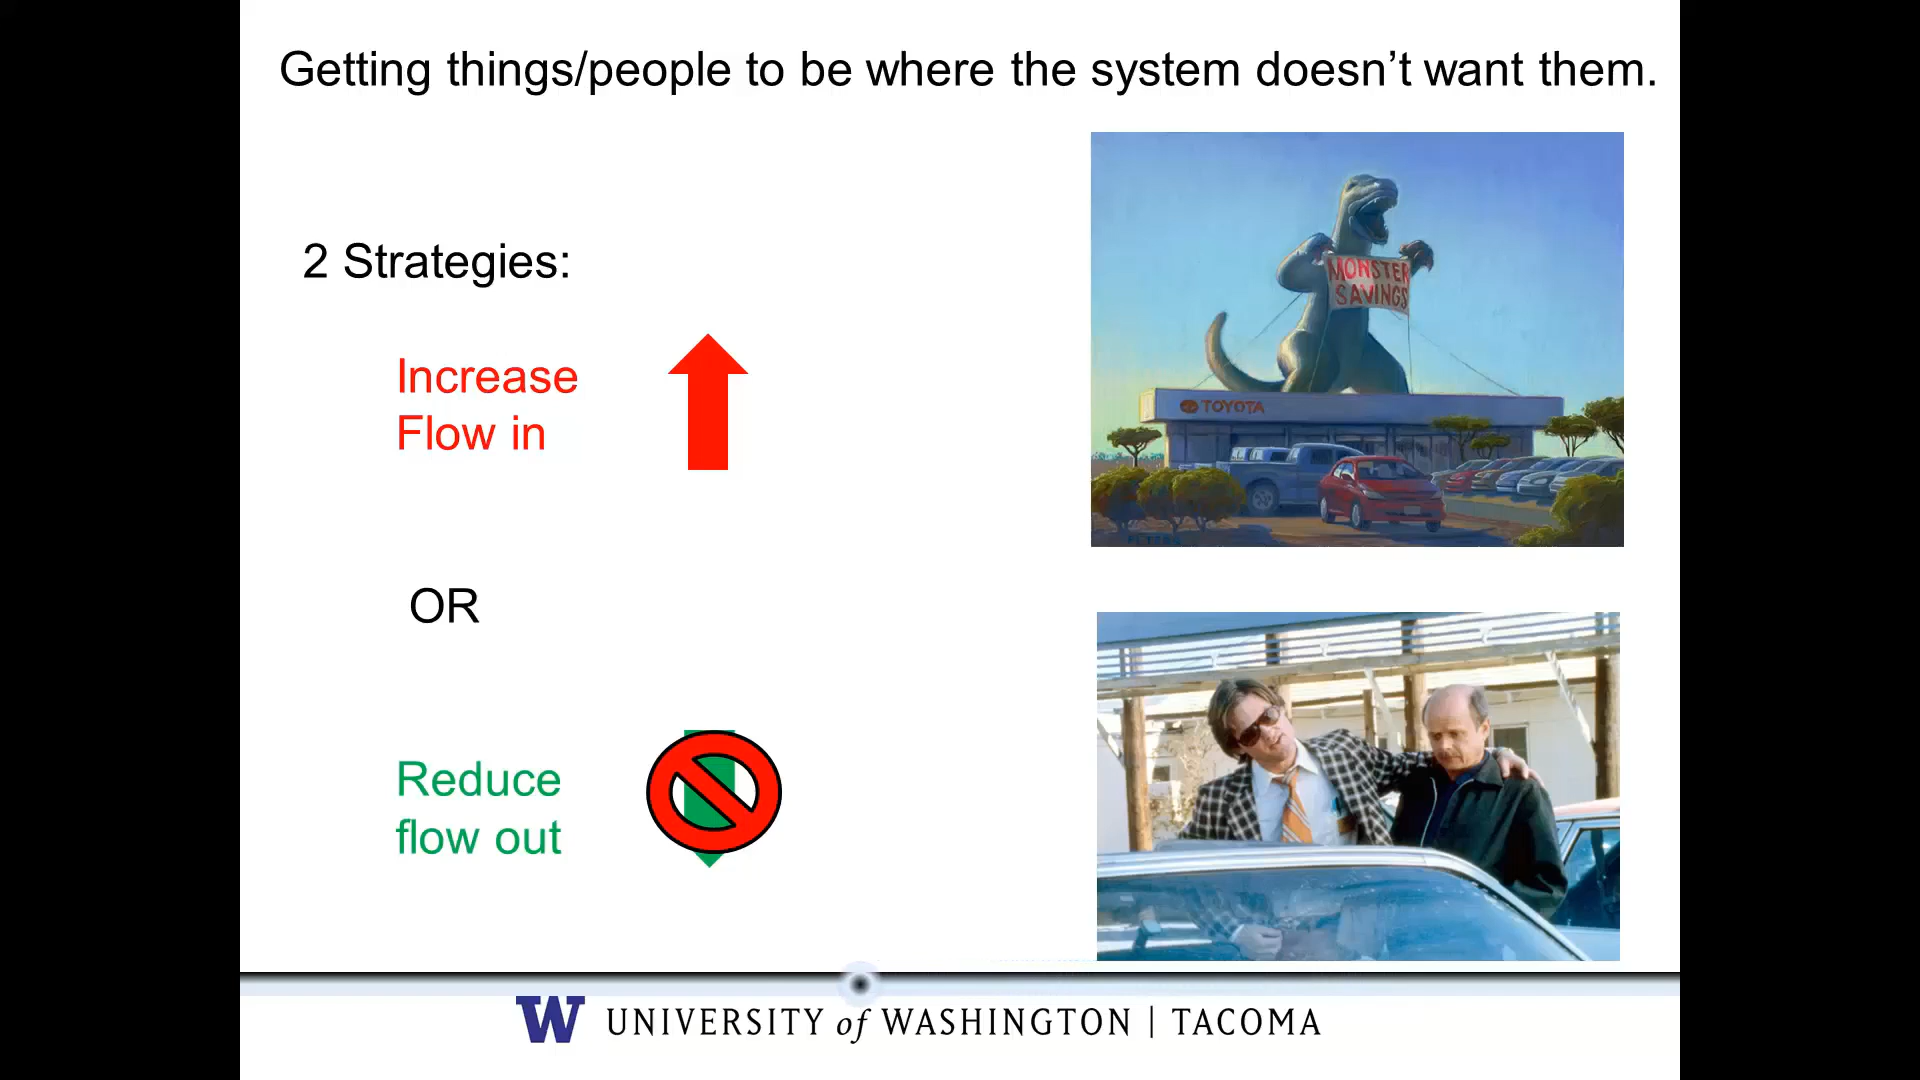 Getting things/people to be where the system doesn’t want them.
2 Strategies:
Increase
Flow in
OR
Reduce
flow out
MONSTER
SAVINGS
TOYOTA
PETERS
W UNIVERSITY of WASHINGTON | TACOMA